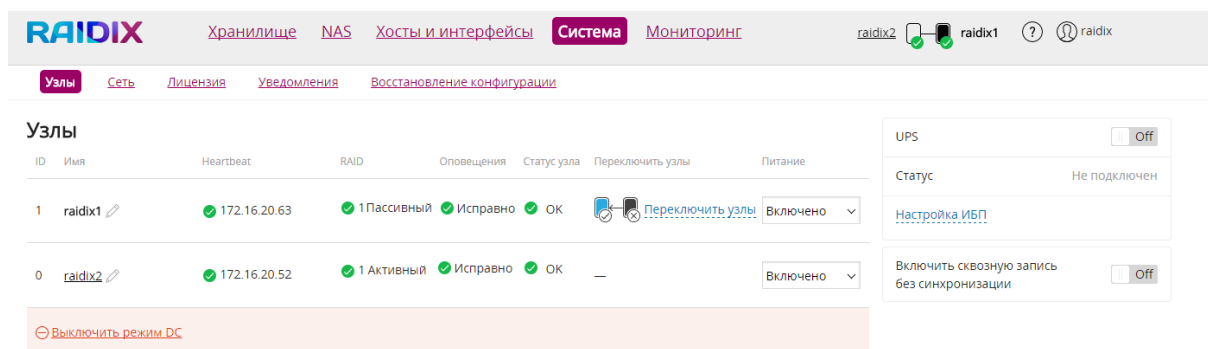 RAIDIX Хранилище NAS Хосты и интерфейсы Система Мониторинг raidix2 raidix1 ? raidix
Узлы Сеть Лицензия Уведомления Восстановление конфигурации
Узлы
ID Имя Heartbeat RAID Оповещения Статус узла Переключить узлы Питание
1 raidix1 172.16.20.63 1 Пассивный Исправно OK Переключить узлы Включено
0 raidix2 172.16.20.52 1 Активный Исправно OK — Включено
Выключить режим DC
UPS Off
Статус Не подключен
Настройка ИБП
Включить сквозную запись
без синхронизации Off